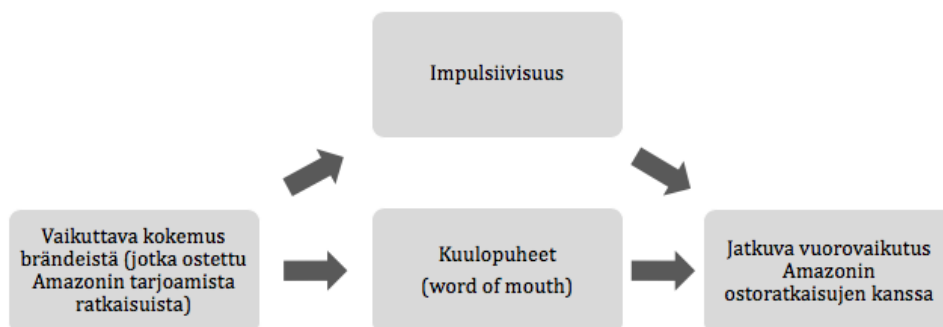 Impulsiivisuus
Vaikuttava kokemus
brändeistä (jotka ostettu
Amazonin tarjoamista
ratkaisuista)
Kuulopuheet
(word of mouth)
Jatkuva vuorovaikutus
Amazonin
ostoratkaisujen kanssa